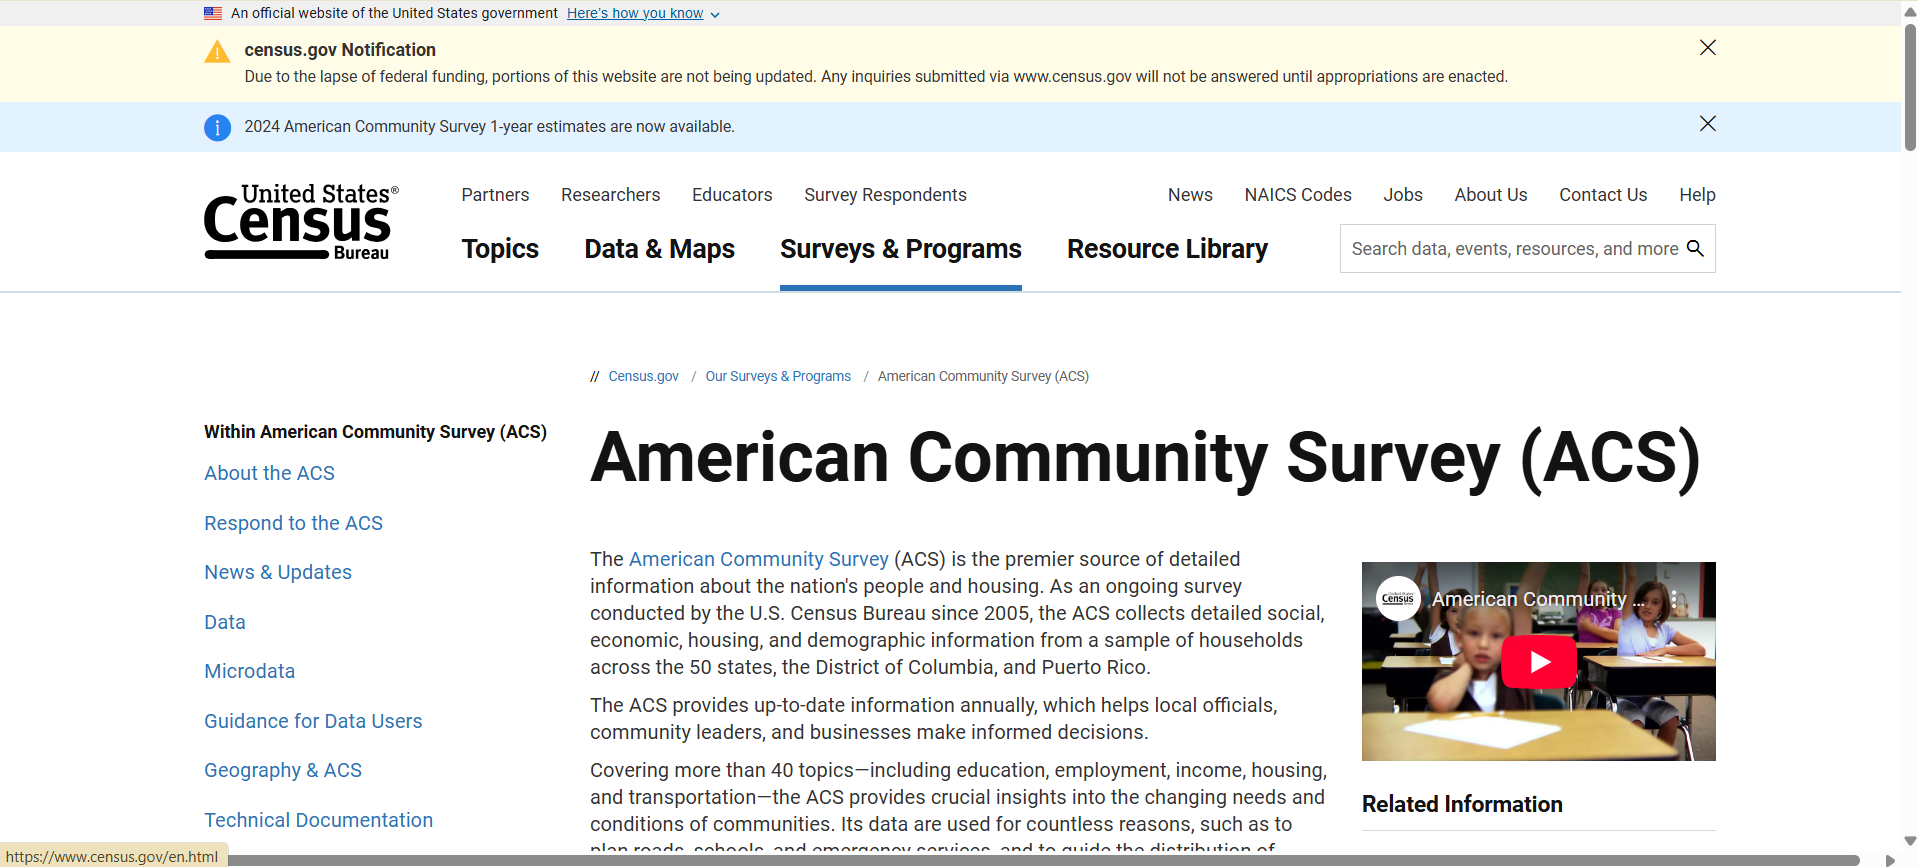 An official website of the United States government Here's how you know
census.gov Notification
Due to the lapse of federal funding, portions of this website are not being updated. Any inquiries submitted via www.census.gov will not be answered until appropriations are enacted.
2024 American Community Survey 1-year estimates are now available.
United States®
Census
Bureau
Partners Researchers Educators Survey Respondents
News NAICS Codes Jobs About Us Contact Us Help
Topics Data & Maps Surveys & Programs Resource Library
Search data, events, resources, and more
// Census.gov / Our Surveys & Programs / American Community Survey (ACS)
Within American Community Survey (ACS)
About the ACS
Respond to the ACS
News & Updates
Data
Microdata
Guidance for Data Users
Geography & ACS
Technical Documentation
American Community Survey (ACS)
The American Community Survey (ACS) is the premier source of detailed
information about the nation's people and housing. As an ongoing survey
conducted by the U.S. Census Bureau since 2005, the ACS collects detailed social,
economic, housing, and demographic information from a sample of households
across the 50 states, the District of Columbia, and Puerto Rico.
The ACS provides up-to-date information annually, which helps local officials,
community leaders, and businesses make informed decisions.
Covering more than 40 topics—including education, employment, income, housing,
and transportation—the ACS provides crucial insights into the changing needs and
conditions of communities. Its data are used for countless reasons, such as to
plan roads, schools, and emergency services, and to guide the distribution of
Census
American Community ...
Related Information
https://www.census.gov/en.html